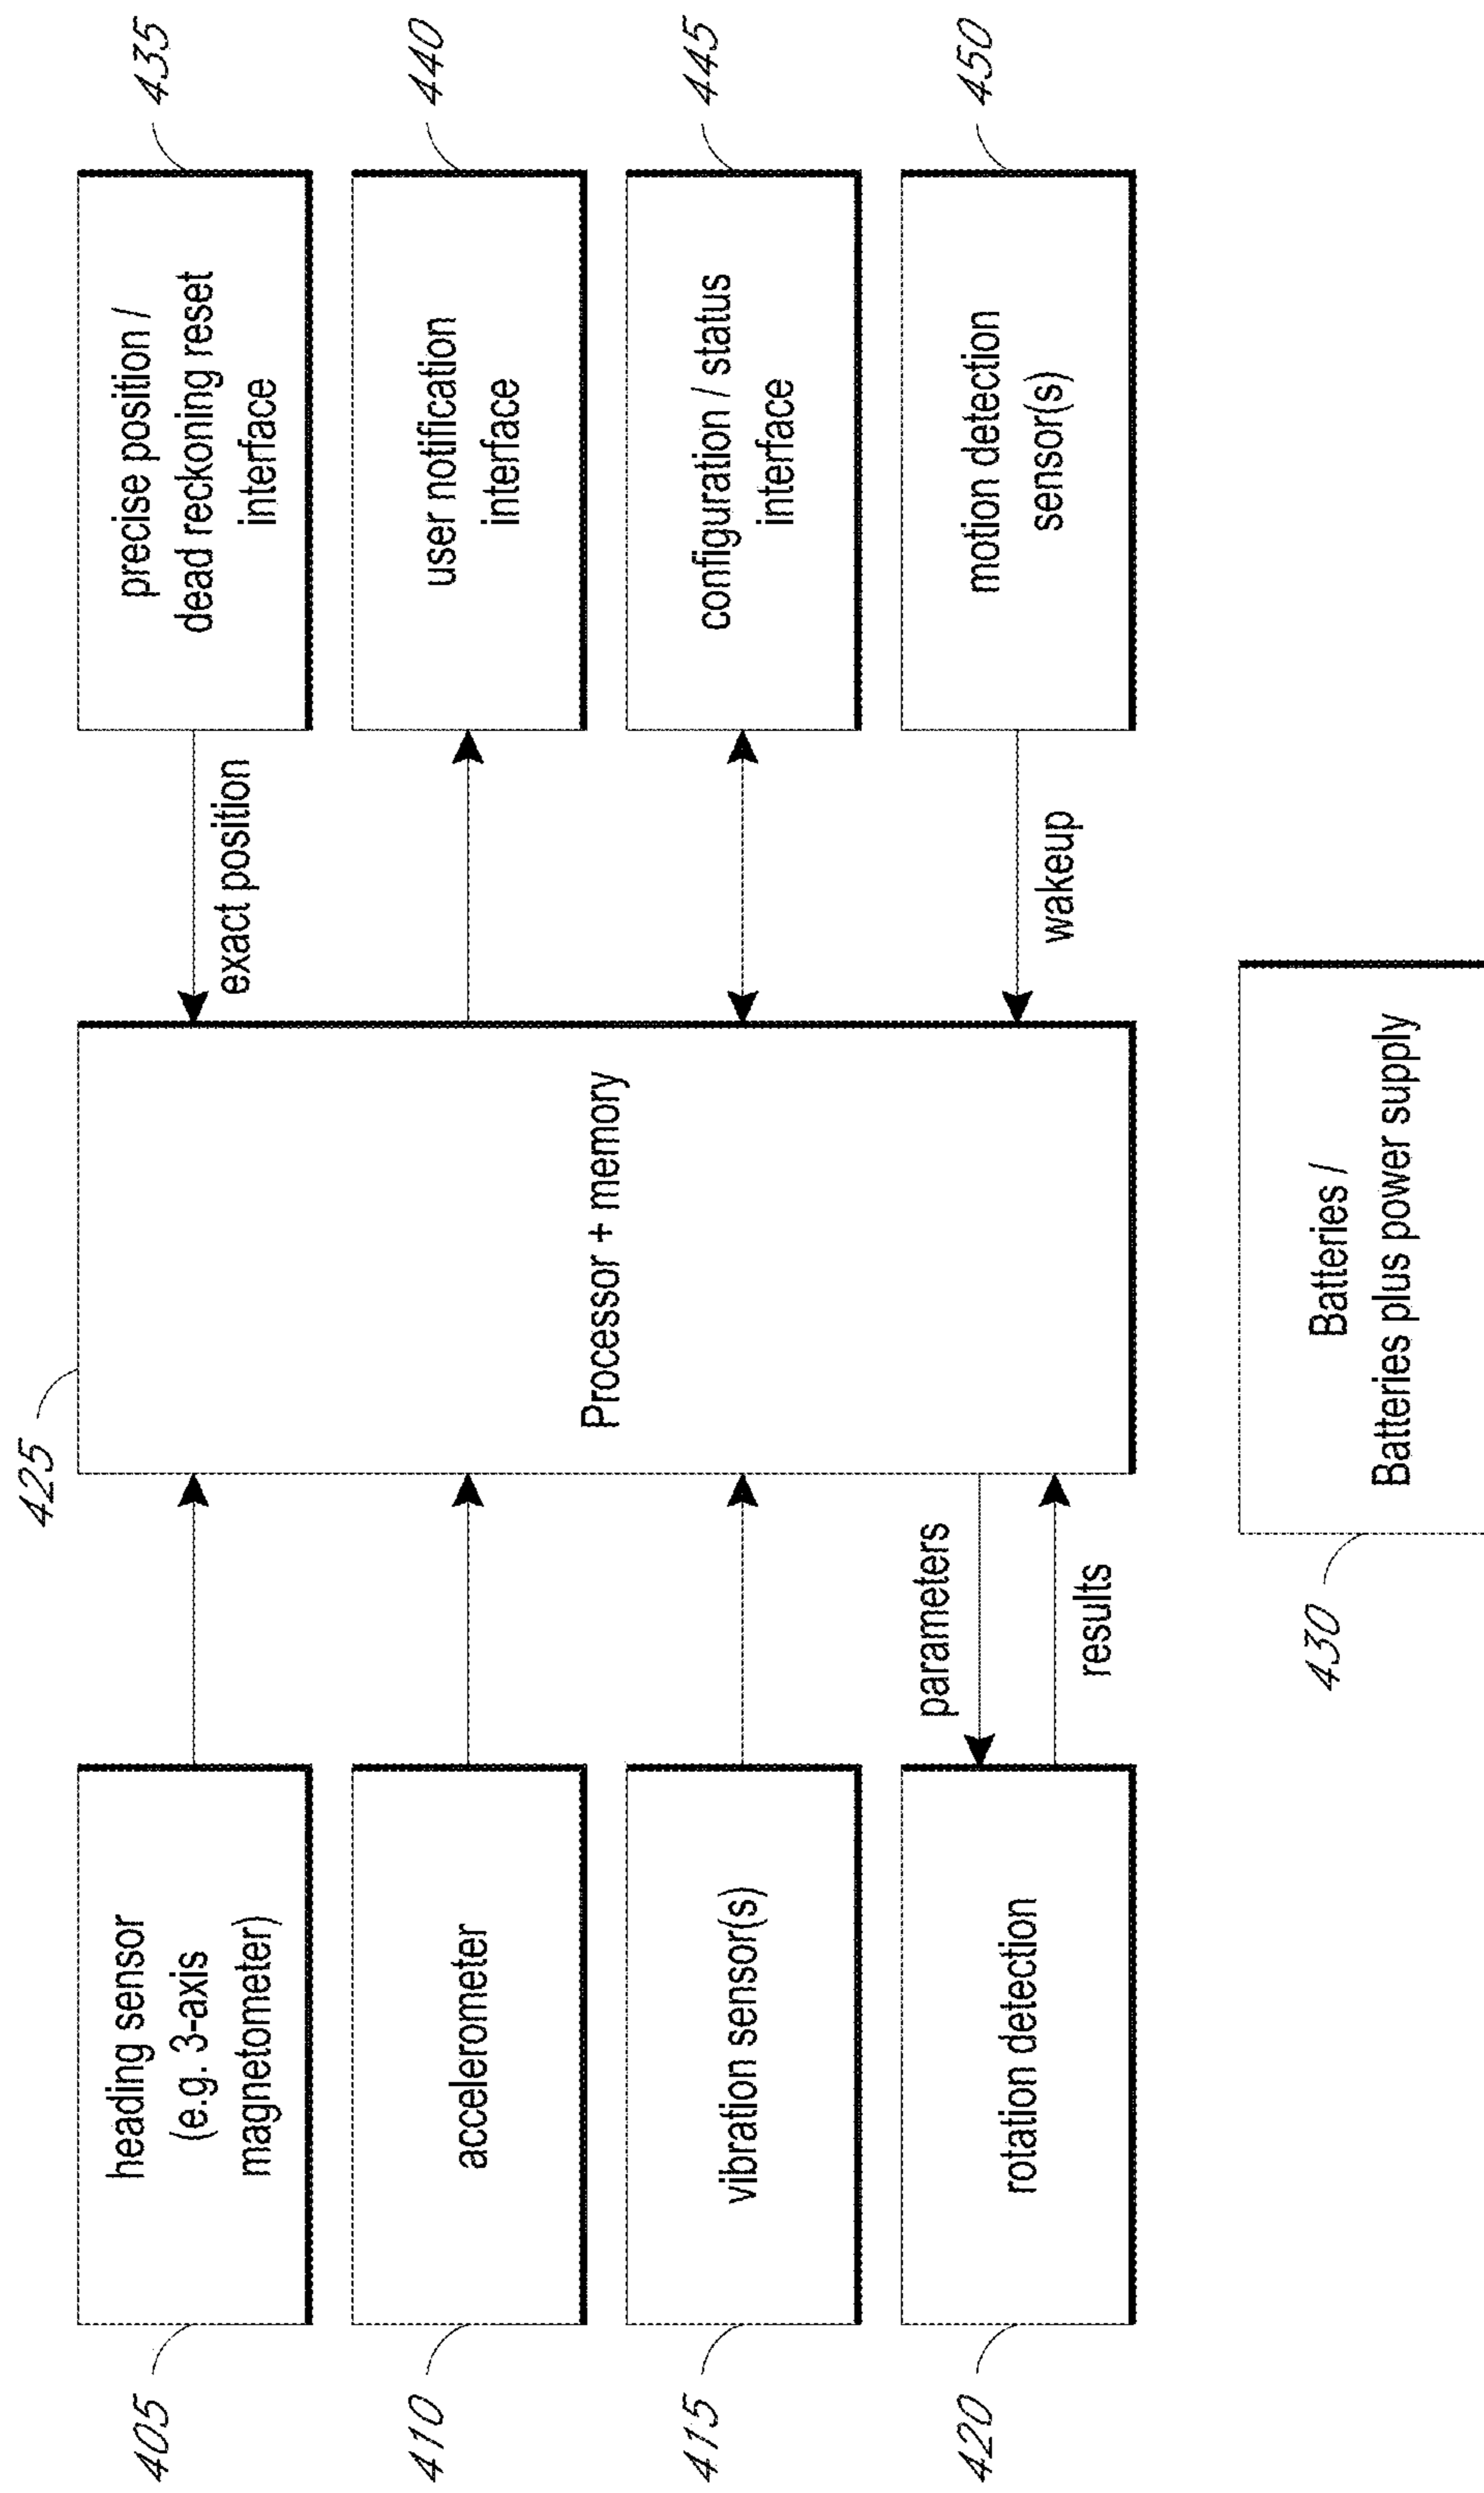 425
405
heading sensor
(e.g. 3-axis
magnetometer)
410
accelerometer
415
vibration sensor(s)
420
rotation detection
parameters
results
Processor + memory
exact position
wakeup
435
precise position /
dead reckoning reset
interface
440
user notification
interface
445
configuration / status
interface
450
motion detection
sensor(s)
430
Batteries /
Batteries plus power supply